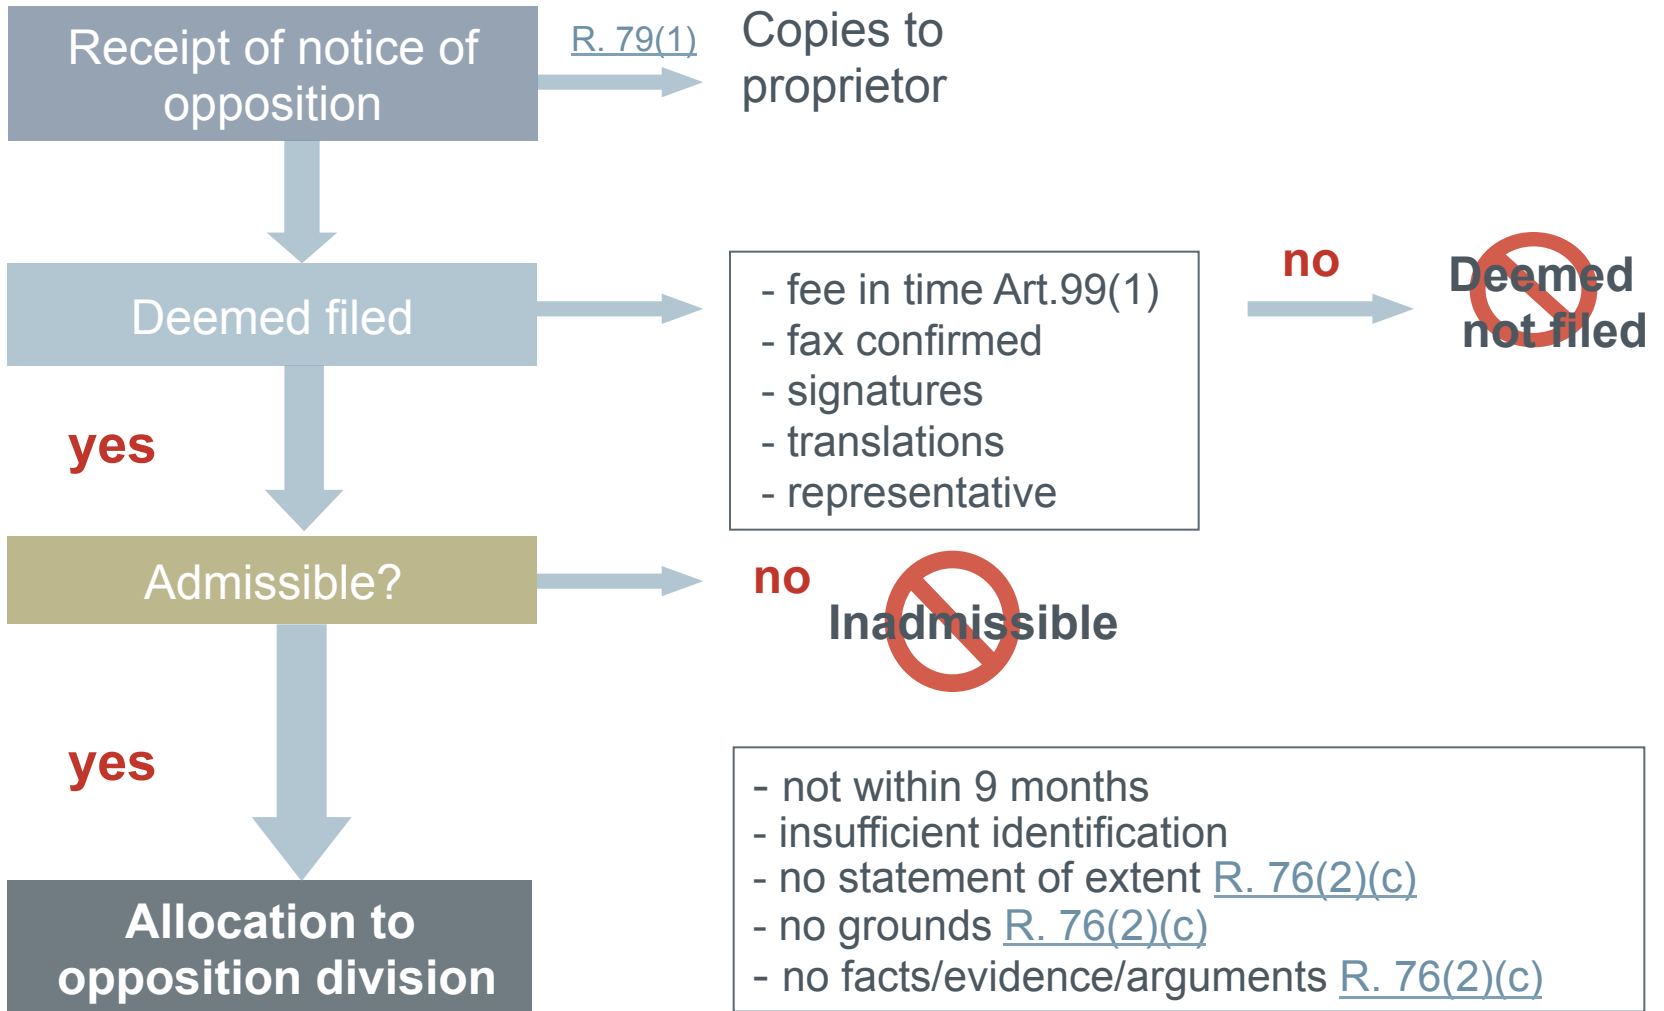 Receipt of notice of
opposition
R. 79(1)
Copies to
proprietor
Deemed filed
- fee in time Art.99(1)
- fax confirmed
- signatures
- translations
- representative
no
Deemed
not filed
yes
Admissible?
no
Inadmissible
yes
- not within 9 months
- insufficient identification
- no statement of extent R. 76(2)(c)
- no grounds R. 76(2)(c)
- no facts/evidence/arguments R. 76(2)(c)
Allocation to
opposition division